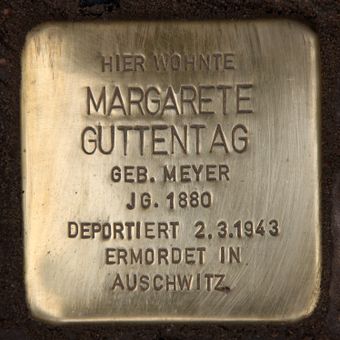 HIER WOHNTE
MARGARETE
GUTTENTAG
GEB. MEYER
JG. 1880
DEPORTIERT 2.3.1943
ERMORDET IN
AUSCHWITZ